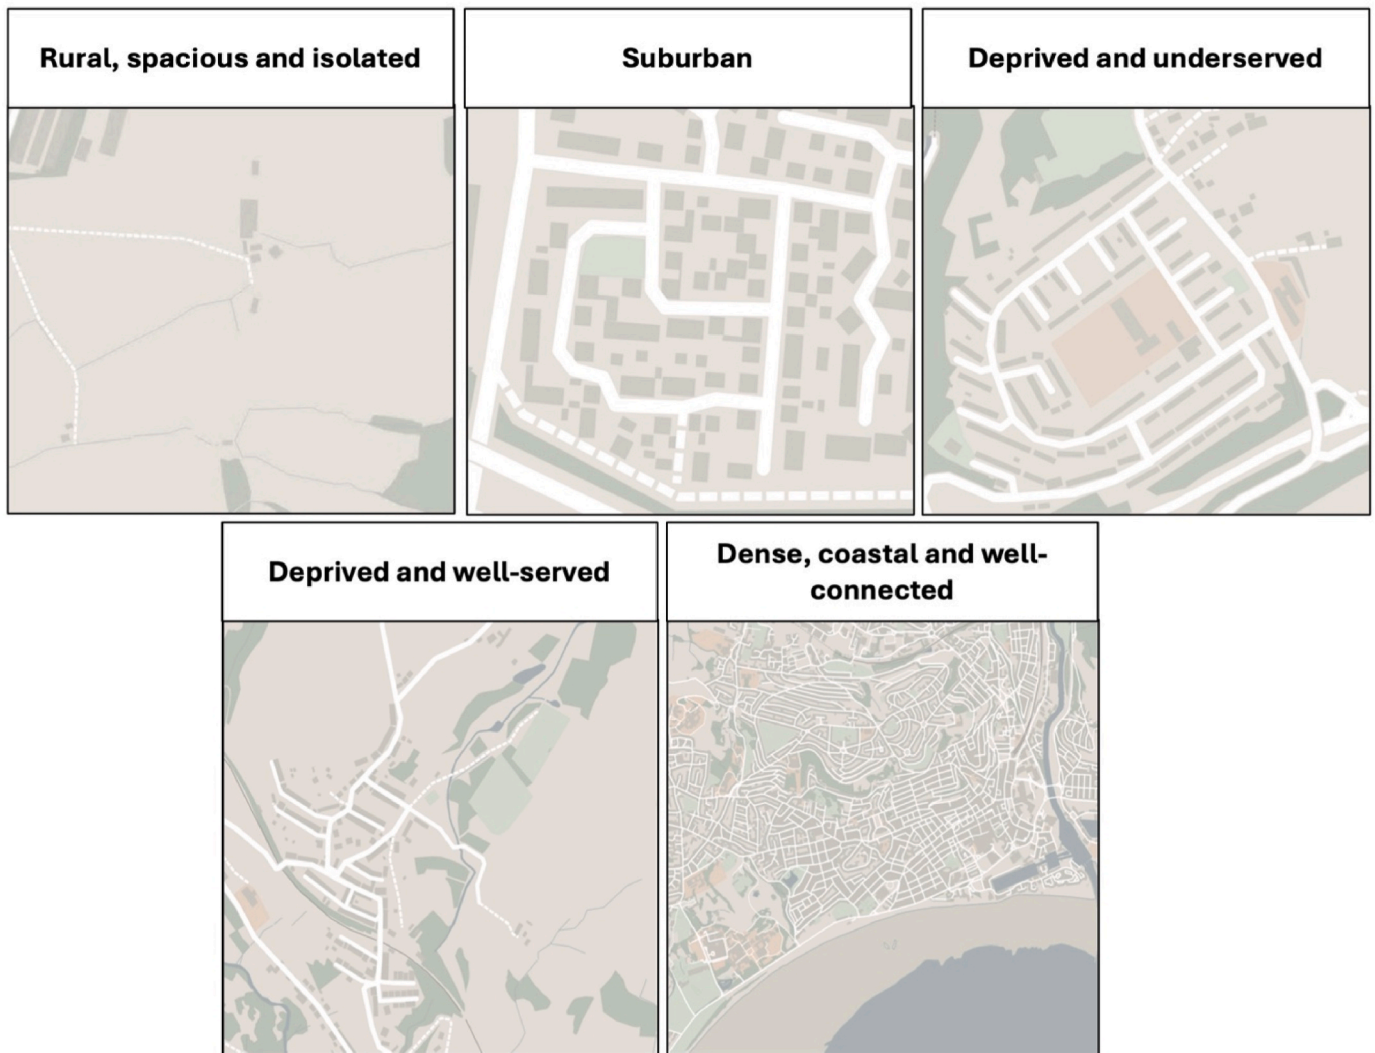 Rural, spacious and isolated
Suburban
Deprived and underserved
Deprived and well-served
Dense, coastal and well-
connected